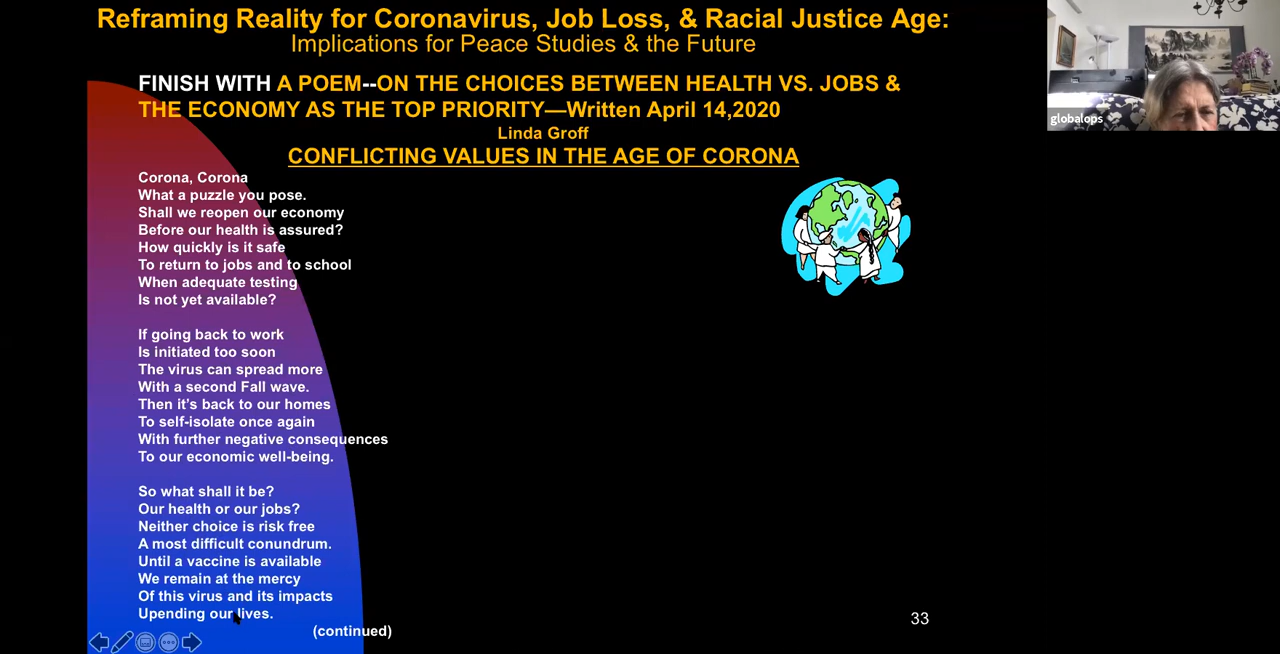 Reframing Reality for Coronavirus, Job Loss, & Racial Justice Age:
Implications for Peace Studies & the Future
FINISH WITH A POEM--ON THE CHOICES BETWEEN HEALTH VS. JOBS &
THE ECONOMY AS THE TOP PRIORITY—Written April 14,2020
Linda Groff
CONFLICTING VALUES IN THE AGE OF CORONA
Corona, Corona
What a puzzle you pose.
Shall we reopen our economy
Before our health is assured?
How quickly is it safe
To return to jobs and to school
When adequate testing
Is not yet available?
If going back to work
Is initiated too soon
The virus can spread more
With a second Fall wave.
Then it’s back to our homes
To self-isolate once again
With further negative consequences
To our economic well-being.
So what shall it be?
Our health or our jobs?
Neither choice is risk free
A most difficult conundrum.
Until a vaccine is available
We remain at the mercy
Of this virus and its impacts
Upending our lives.
(continued)
33
globalops